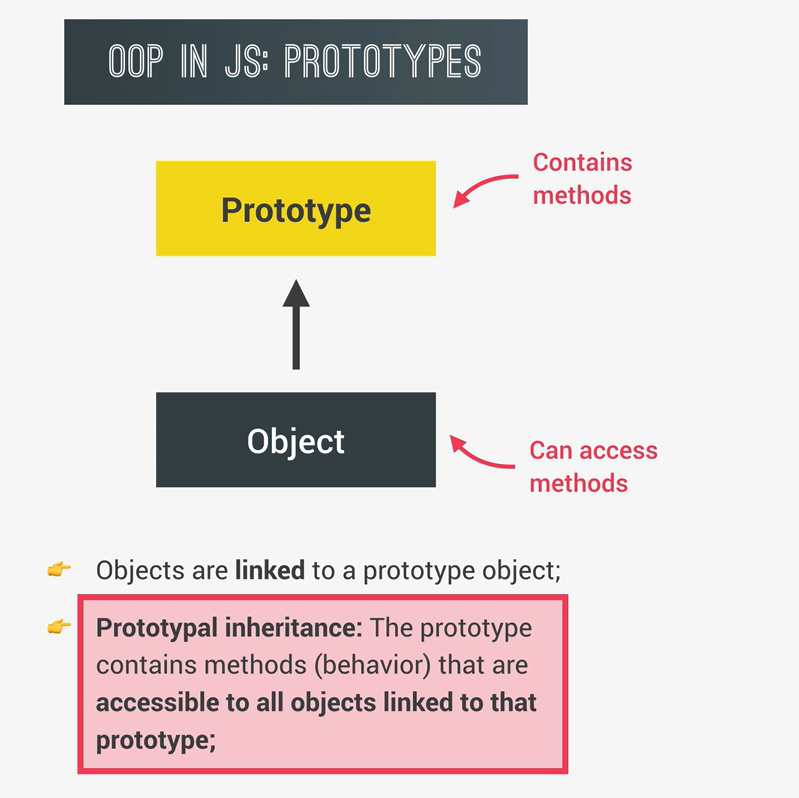 OOP IN JS: PROTOTYPES
Contains
methods
Prototype
Object
Can access
methods
👉 Objects are linked to a prototype object;
👉 Prototypal inheritance: The prototype
contains methods (behavior) that are
accessible to all objects linked to that
prototype;